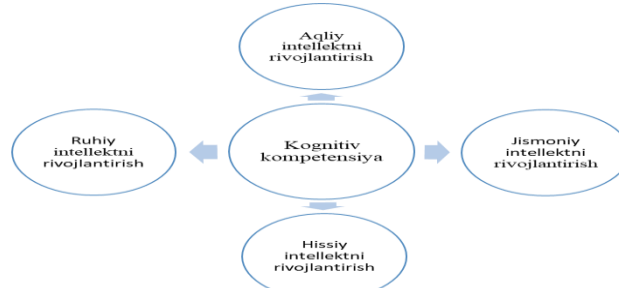 Aqliy
intellektni
rivojlantirish
Ruhiy
intellektni
rivojlantirish
Kognitiv
kompetensiya
Jismoniy
intellektni
rivojlantirish
Hissiy
intellektni
rivojlantirish